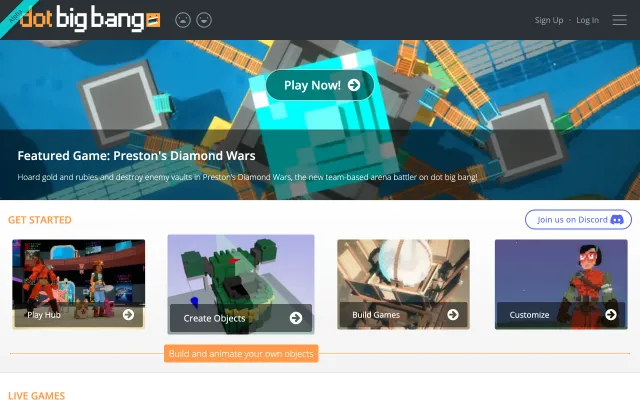 Alpha
dot big bang
Sign Up · Log In
Play Now!
Featured Game: Preston's Diamond Wars
Hoard gold and rubies and destroy enemy vaults in Preston's Diamond Wars, the new team-based arena battler on dot big bang!
GET STARTED
Join us on Discord
Play Hub
Create Objects
Build Games
Customize
Build and animate your own objects
LIVE GAMES